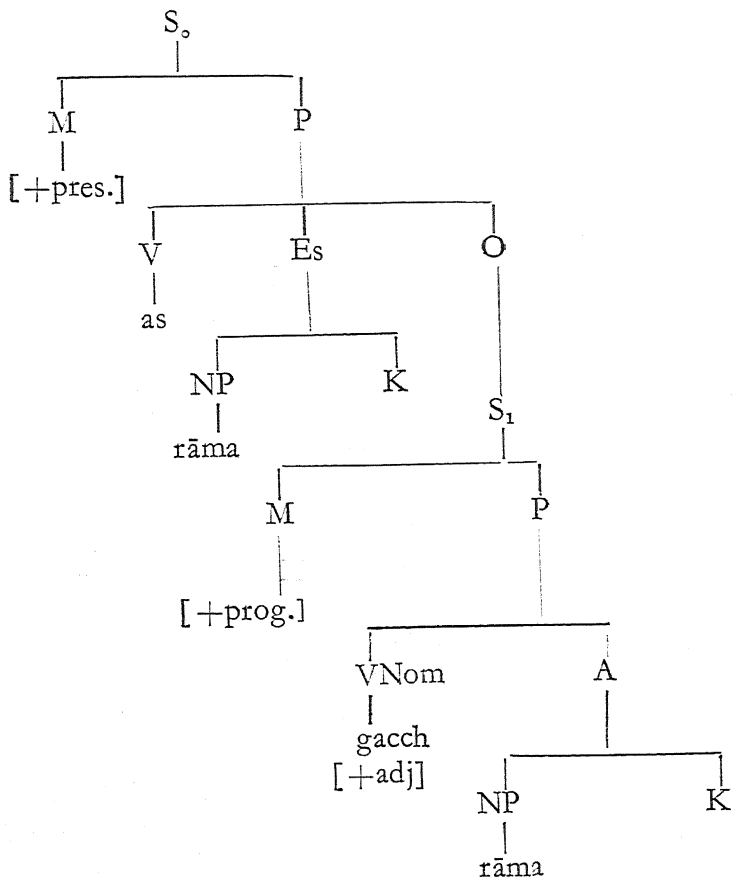 S₀
M P
[+pres.]
V Es O
as
NP K
rāma
S₁
M P
[+prog.]
VNom A
gacch
[+adj]
NP K
rāma